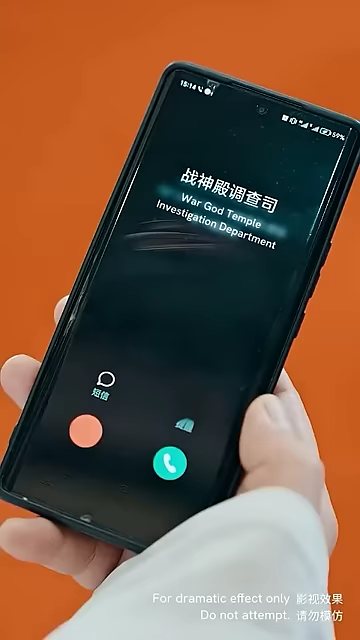 15:14
59%
战神殿调查司
War God Temple
Investigation Department
短信
For dramatic effect only 影视效果
Do not attempt. 请勿模仿